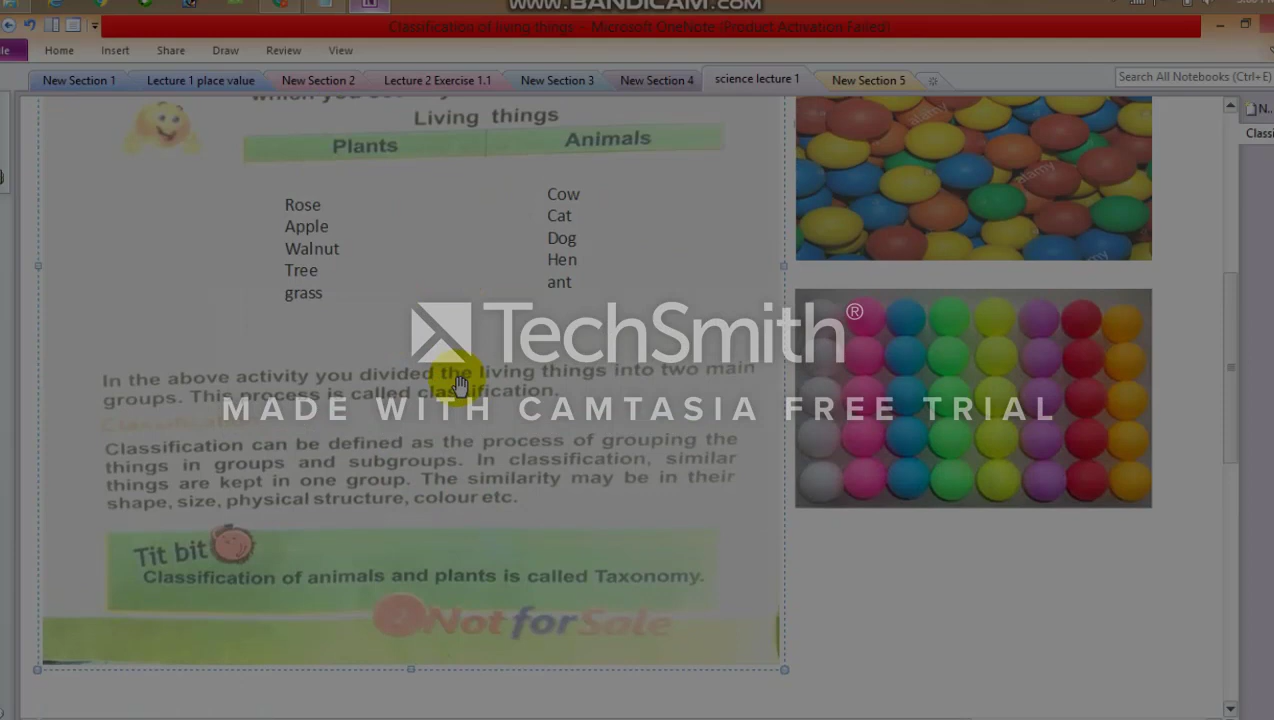 www.BANDICAM.com
Classification of living things - Microsoft OneNote (Product Activation Failed)
Home Insert Share Draw Review View
New Section 1 Lecture 1 place value New Section 2 Lecture 2 Exercise 1.1 New Section 3 New Section 4 science lecture 1 New Section 5 Search All Notebooks (Ctrl+E)
Living things
Plants Animals
Rose
Apple
Walnut
Tree
grass
Cow
Cat
Dog
Hen
ant
alamy
TechSmith®
MADE WITH CAMTASIA FREE TRIAL
In the above activity you divided the living things into two main
groups. This process is called classification.
Classification can be defined as the process of grouping the
things in groups and subgroups. In classification, similar
things are kept in one group. The similarity may be in their
shape, size, physical structure, colour etc.
Tit bit
Classification of animals and plants is called Taxonomy.
Not for Sale